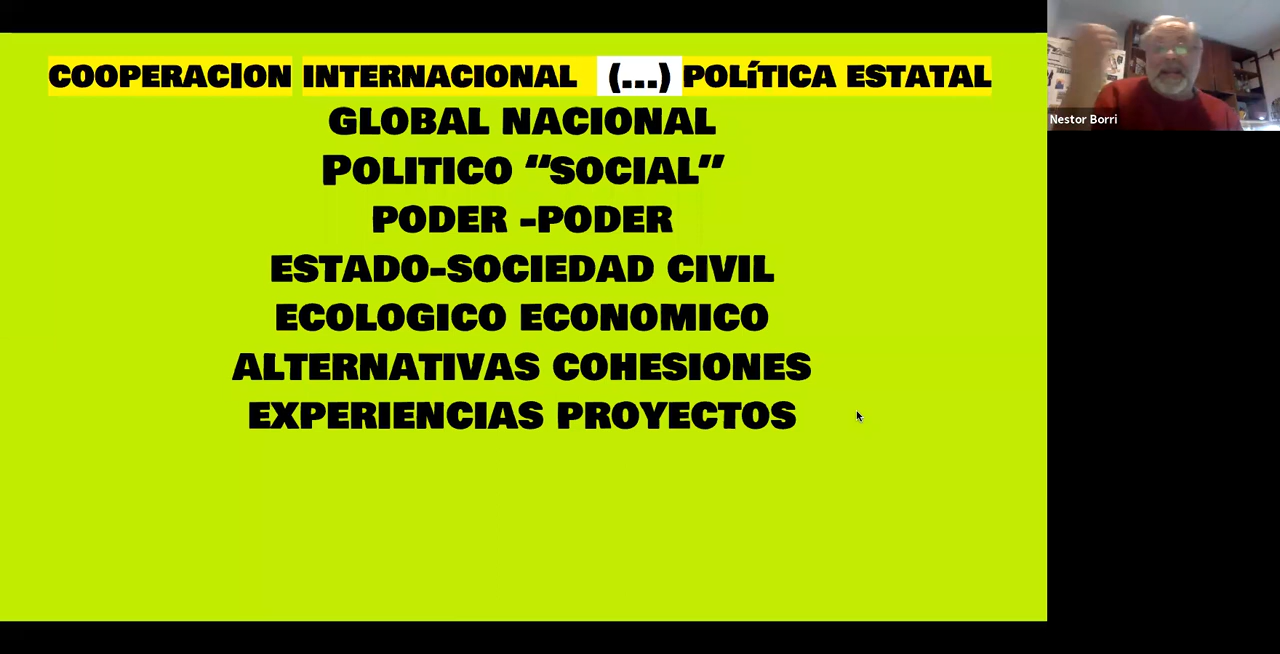 COOPERACION INTERNACIONAL (...) POLíTICA ESTATAL
GLOBAL NACIONAL
POLITICO “SOCIAL”
PODER -PODER
ESTADO-SOCIEDAD CIVIL
ECOLOGICO ECONOMICO
ALTERNATIVAS COHESIONES
EXPERIENCIAS PROYECTOS
Nestor Borri